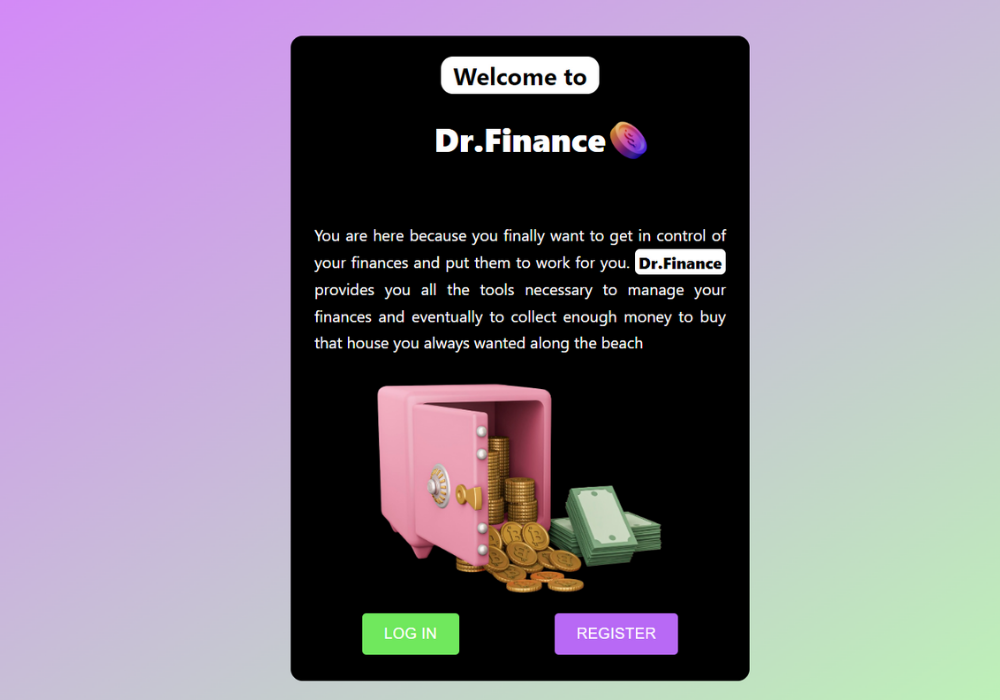 Welcome to
Dr.Finance
You are here because you finally want to get in control of
your finances and put them to work for you. Dr.Finance
provides you all the tools necessary to manage your
finances and eventually to collect enough money to buy
that house you always wanted along the beach
LOG IN
REGISTER